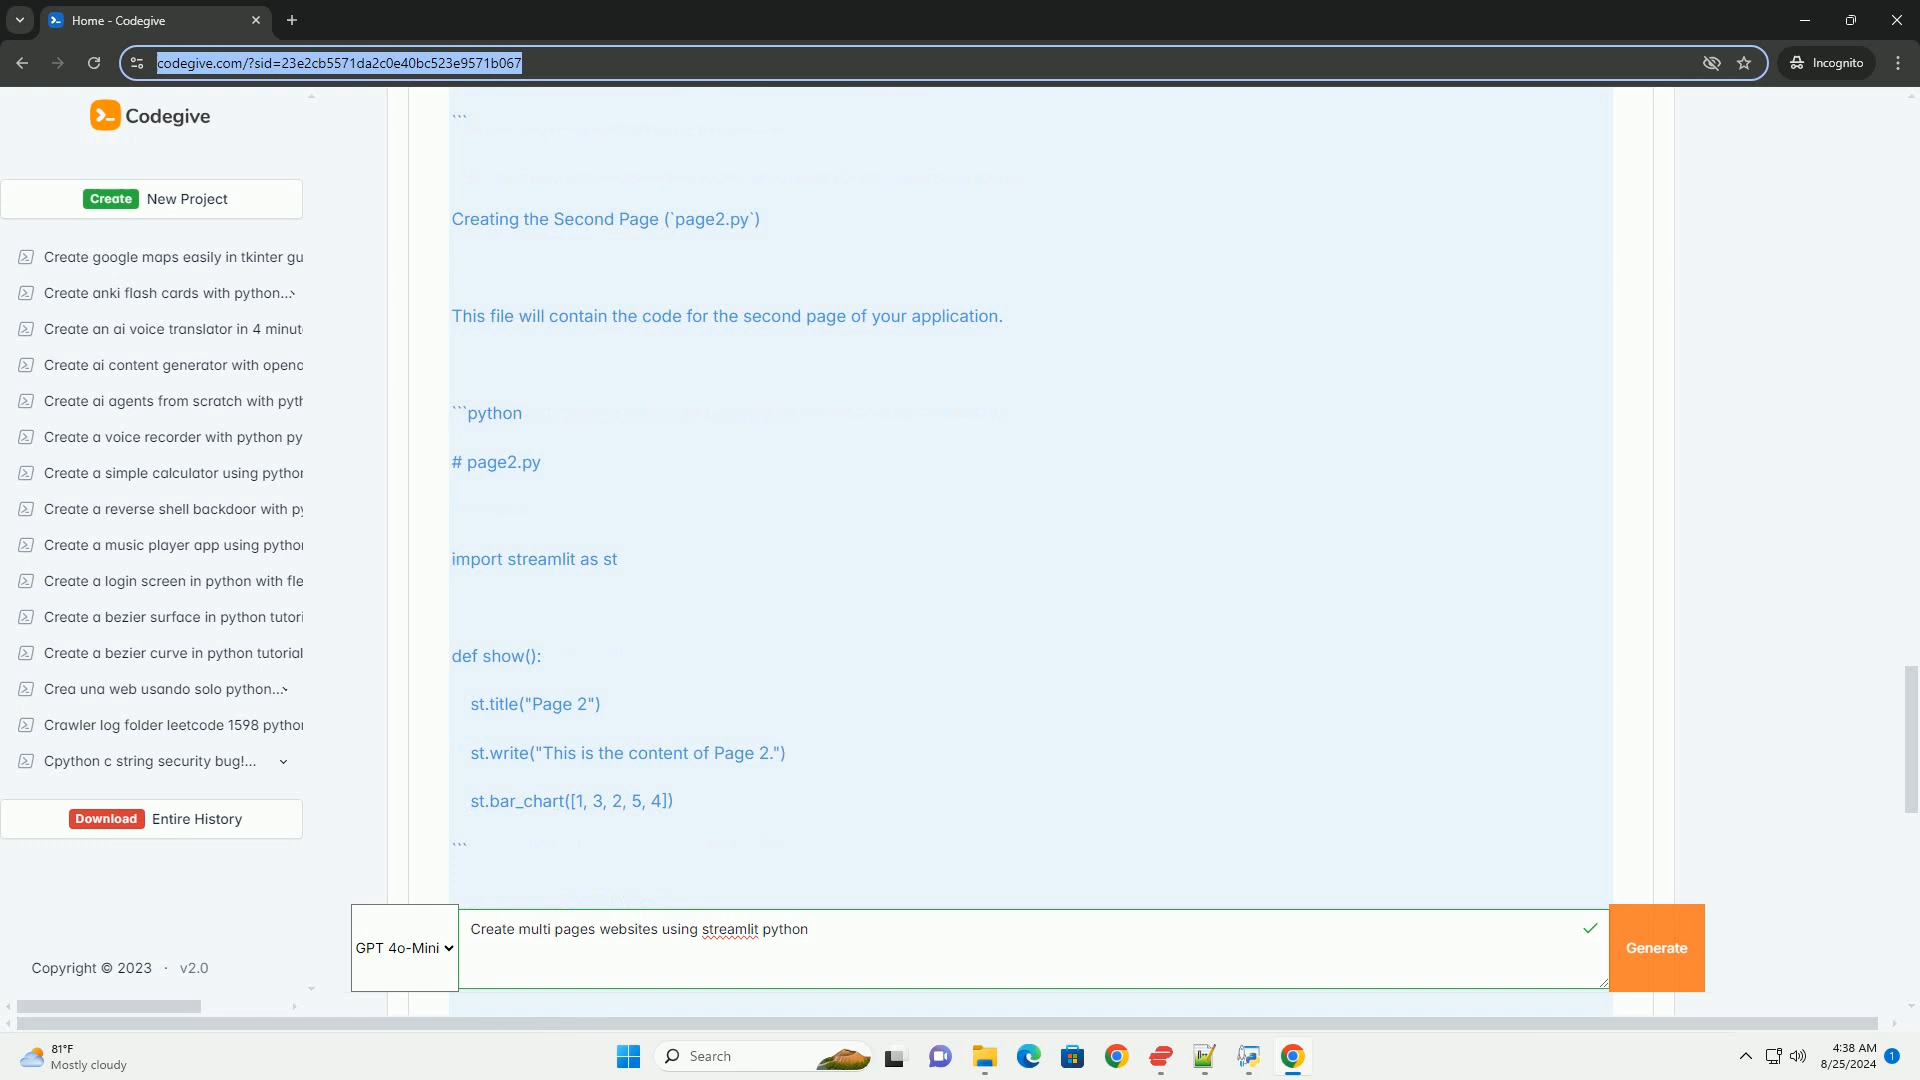 Home - Codegive
codegive.com/?sid=23e2cb5571da2c0e40bc523e9571b067
Incognito
Codegive
Create New Project
Create google maps easily in tkinter gu
Create anki flash cards with python...
Create an ai voice translator in 4 minut
Create ai content generator with opena
Create ai agents from scratch with pyth
Create a voice recorder with python py
Create a simple calculator using python
Create a reverse shell backdoor with py
Create a music player app using python
Create a login screen in python with fle
Create a bezier surface in python tutori
Create a bezier curve in python tutorial
Crea una web usando solo python...
Crawler log folder leetcode 1598 python
Cpython c string security bug!...
Download Entire History
Copyright © 2023 · v2.0
```
Creating the Second Page (`page2.py`)
This file will contain the code for the second page of your application.
```python
# page2.py
import streamlit as st
def show():
st.title("Page 2")
st.write("This is the content of Page 2.")
st.bar_chart([1, 3, 2, 5, 4])
```
GPT 4o-Mini
Create multi pages websites using streamlit python
Generate
81°F
Mostly cloudy
Search
4:38 AM
8/25/2024
1